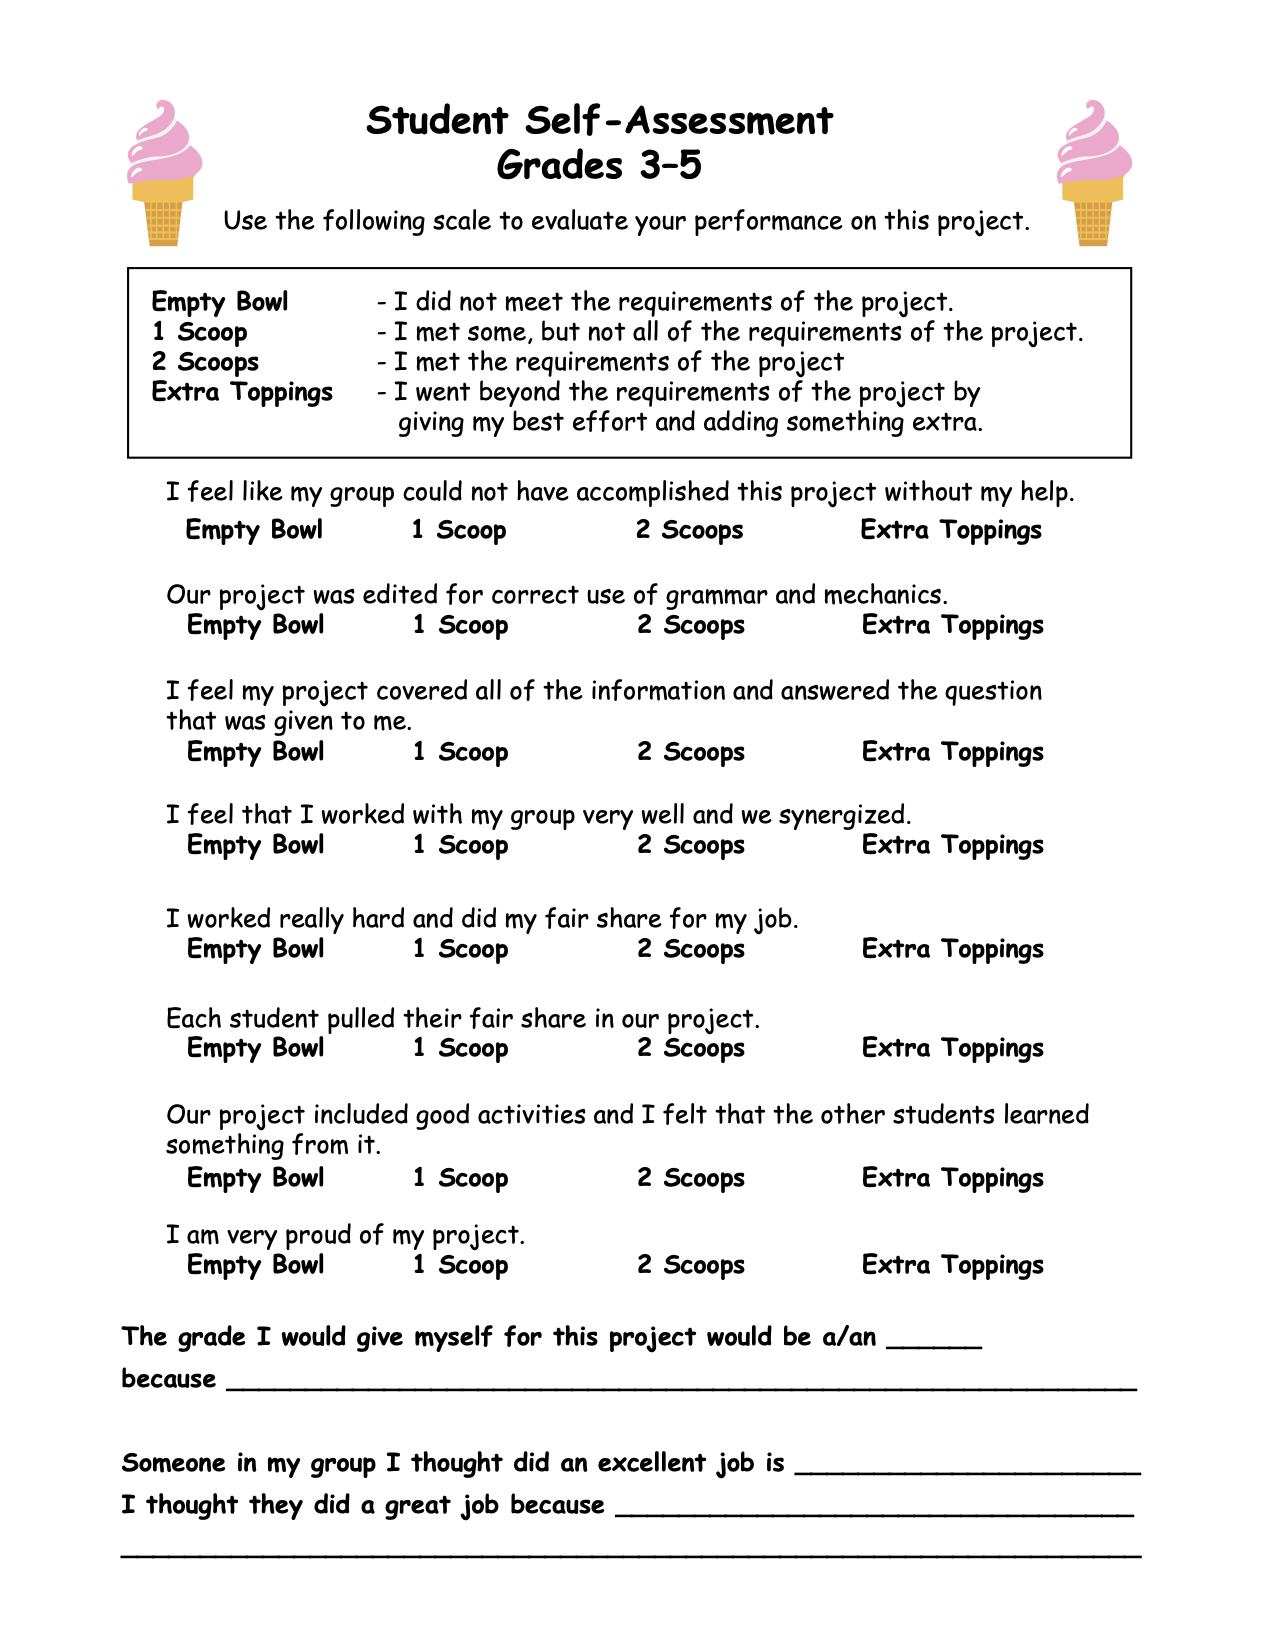 Student Self-Assessment
Grades 3–5
Use the following scale to evaluate your performance on this project.
Empty Bowl - I did not meet the requirements of the project.
1 Scoop - I met some, but not all of the requirements of the project.
2 Scoops - I met the requirements of the project
Extra Toppings - I went beyond the requirements of the project by
giving my best effort and adding something extra.
I feel like my group could not have accomplished this project without my help.
Empty Bowl 1 Scoop 2 Scoops Extra Toppings
Our project was edited for correct use of grammar and mechanics.
Empty Bowl 1 Scoop 2 Scoops Extra Toppings
I feel my project covered all of the information and answered the question
that was given to me.
Empty Bowl 1 Scoop 2 Scoops Extra Toppings
I feel that I worked with my group very well and we synergized.
Empty Bowl 1 Scoop 2 Scoops Extra Toppings
I worked really hard and did my fair share for my job.
Empty Bowl 1 Scoop 2 Scoops Extra Toppings
Each student pulled their fair share in our project.
Empty Bowl 1 Scoop 2 Scoops Extra Toppings
Our project included good activities and I felt that the other students learned
something from it.
Empty Bowl 1 Scoop 2 Scoops Extra Toppings
I am very proud of my project.
Empty Bowl 1 Scoop 2 Scoops Extra Toppings
The grade I would give myself for this project would be a/an ______
because ______
Someone in my group I thought did an excellent job is ______
I thought they did a great job because ______